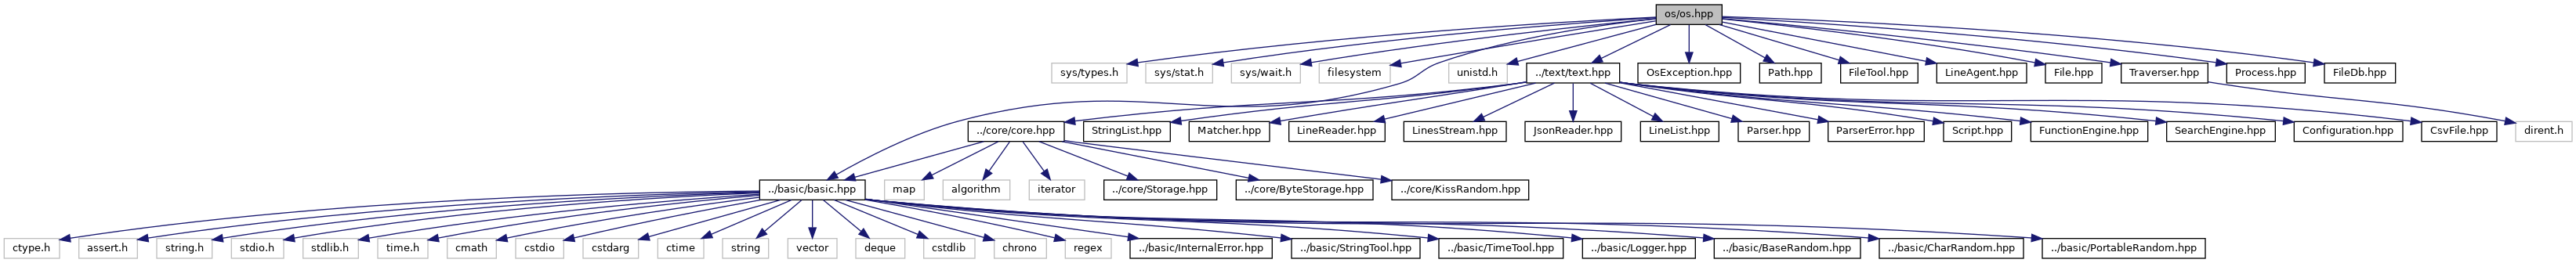 os/os.hpp
sys/types.h
sys/stat.h
sys/wait.h
filesystem
unistd.h
../text/text.hpp
OsException.hpp
Path.hpp
FileTool.hpp
LineAgent.hpp
File.hpp
Traverser.hpp
Process.hpp
FileDb.hpp
../core/core.hpp
StringList.hpp
Matcher.hpp
LineReader.hpp
LinesStream.hpp
JsonReader.hpp
LineList.hpp
Parser.hpp
ParserError.hpp
Script.hpp
FunctionEngine.hpp
SearchEngine.hpp
Configuration.hpp
CsvFile.hpp
dirent.h
../basic/basic.hpp
map
algorithm
iterator
../core/Storage.hpp
../core/ByteStorage.hpp
../core/KissRandom.hpp
ctype.h
assert.h
string.h
stdio.h
stdlib.h
time.h
cmath
cstdio
cstdarg
ctime
string
vector
deque
cstdlib
chrono
regex
../basic/InternalError.hpp
../basic/StringTool.hpp
../basic/TimeTool.hpp
../basic/Logger.hpp
../basic/BaseRandom.hpp
../basic/CharRandom.hpp
../basic/PortableRandom.hpp